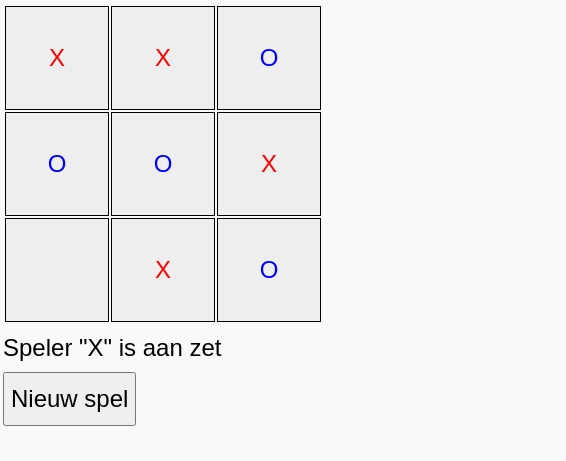 X X O
O O X
X O
Speler "X" is aan zet
Nieuw spel